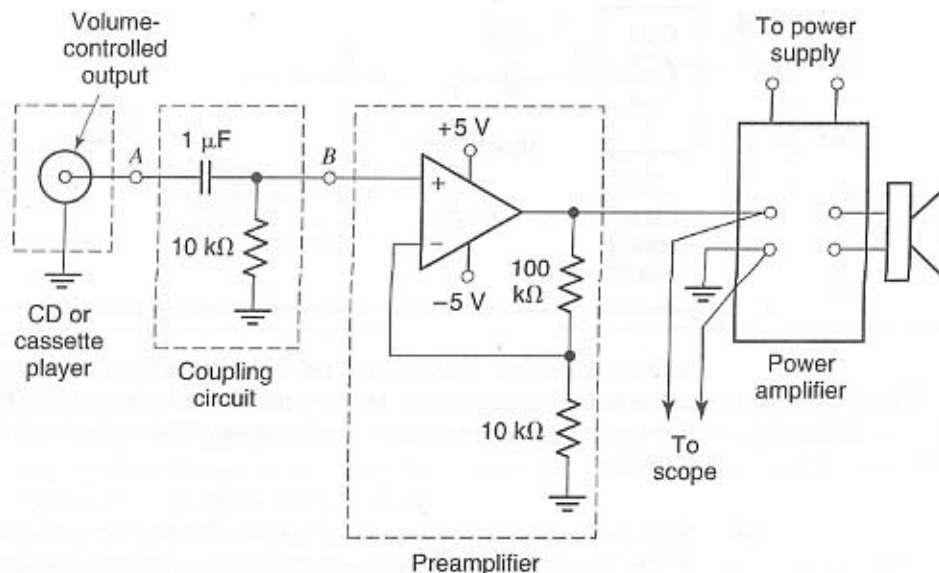 Volume-
controlled
output
To power
supply
1 μF
+5 V
A
B
+
−
10 kΩ
100
kΩ
−5 V
CD or
cassette
player
Coupling
circuit
10 kΩ
To
scope
Power
amplifier
Preamplifier